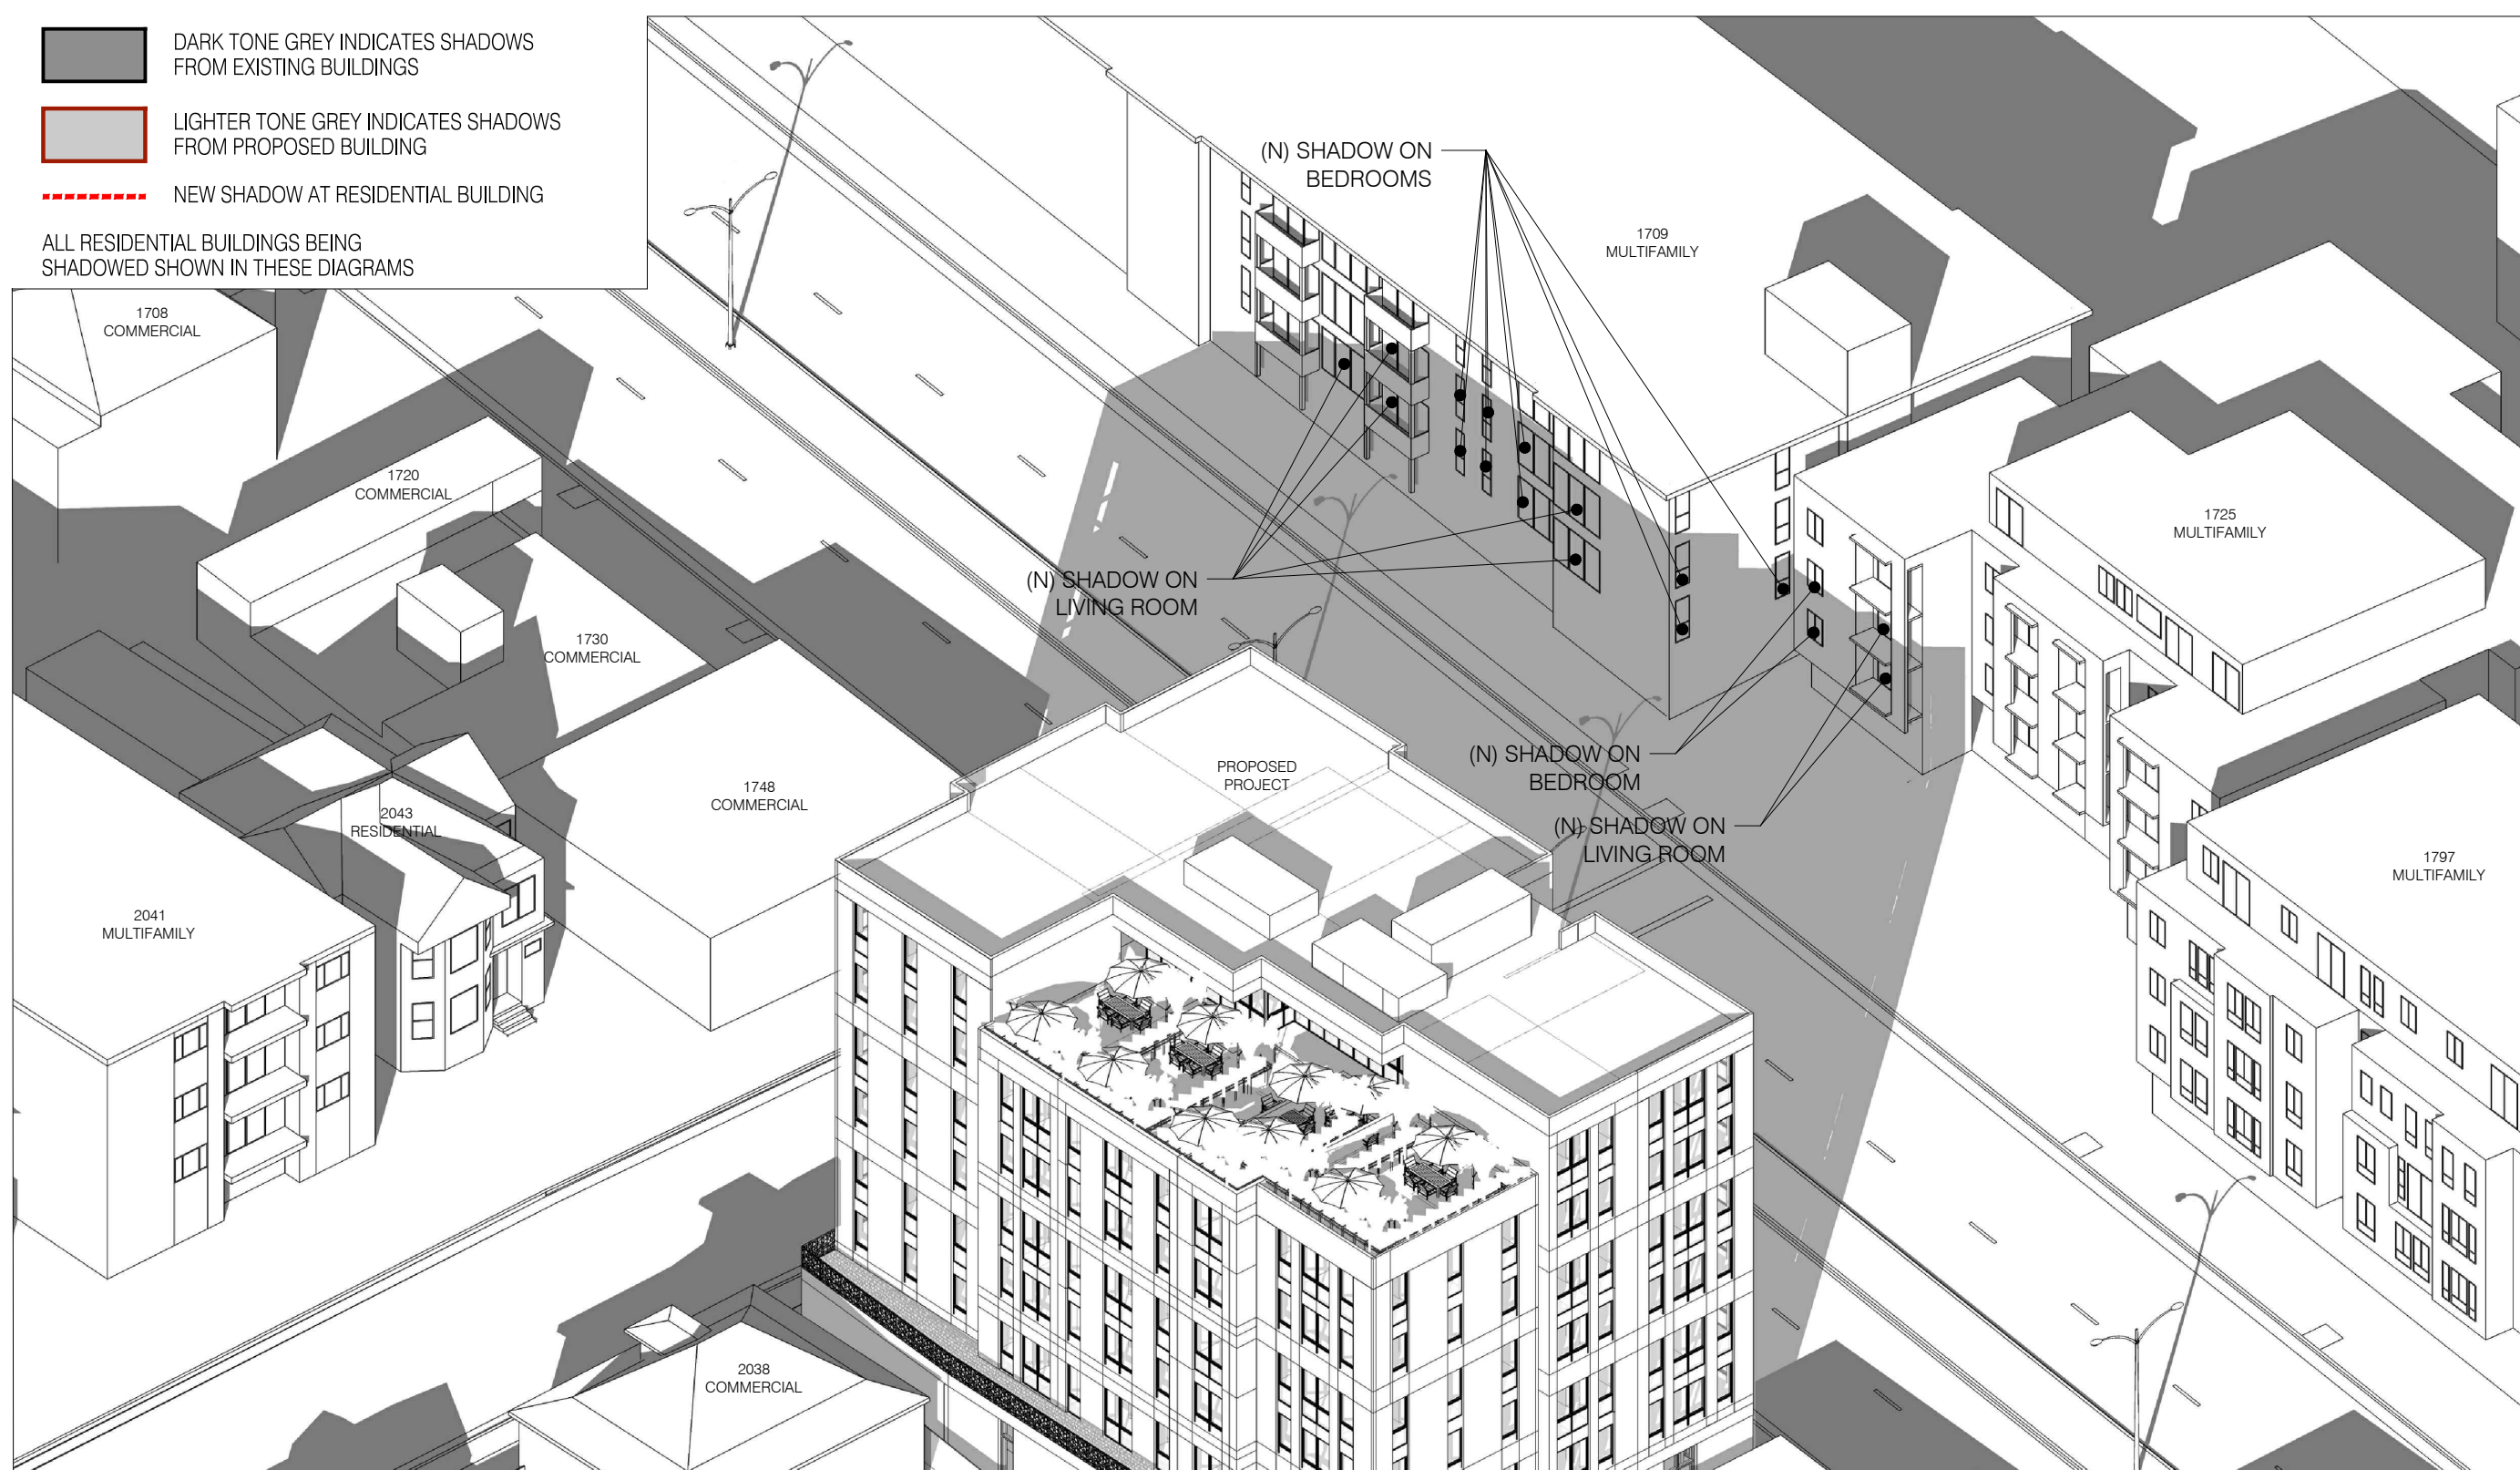 DARK TONE GREY INDICATES SHADOWS
FROM EXISTING BUILDINGS
LIGHTER TONE GREY INDICATES SHADOWS
FROM PROPOSED BUILDING
NEW SHADOW AT RESIDENTIAL BUILDING
ALL RESIDENTIAL BUILDINGS BEING
SHADOWED SHOWN IN THESE DIAGRAMS
(N) SHADOW ON
BEDROOMS
1709
MULTIFAMILY
1708
COMMERCIAL
1720
COMMERCIAL
1725
MULTIFAMILY
(N) SHADOW ON
LIVING ROOM
1730
COMMERCIAL
(N) SHADOW ON
BEDROOM
PROPOSED
PROJECT
1748
COMMERCIAL
2043
RESIDENTIAL
(N) SHADOW ON
LIVING ROOM
1797
MULTIFAMILY
2041
MULTIFAMILY
2038
COMMERCIAL